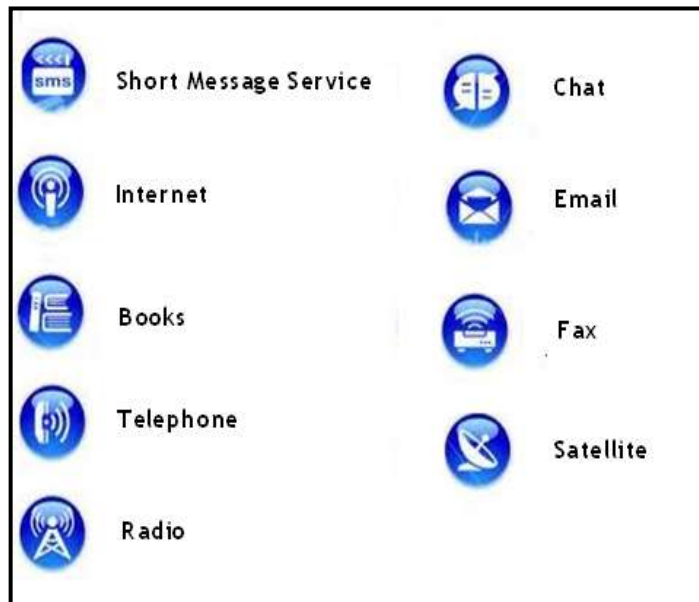 sms
Short Message Service
Internet
Books
Telephone
Radio
Chat
Email
Fax
Satellite